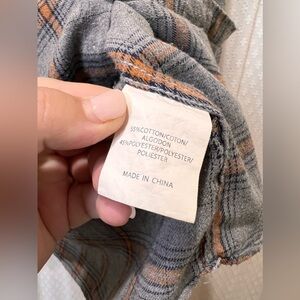 55%COTTON/COTON/
ALGODON
45%POLYESTER/POLYESTER/
POLIESTER
MADE IN CHINA